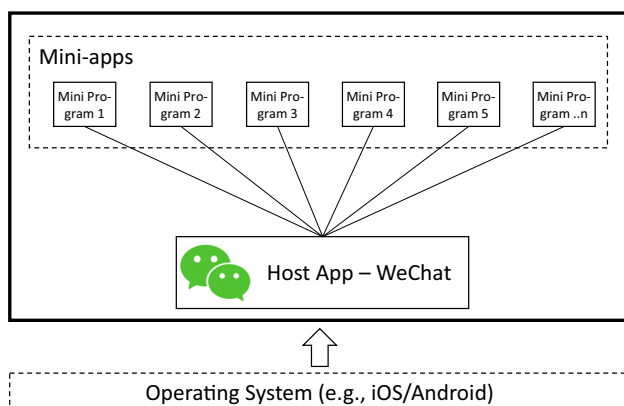 Mini-apps
Mini Pro-
gram 1
Mini Pro-
gram 2
Mini Pro-
gram 3
Mini Pro-
gram 4
Mini Pro-
gram 5
Mini Pro-
gram ..n
Host App – WeChat
Operating System (e.g., iOS/Android)